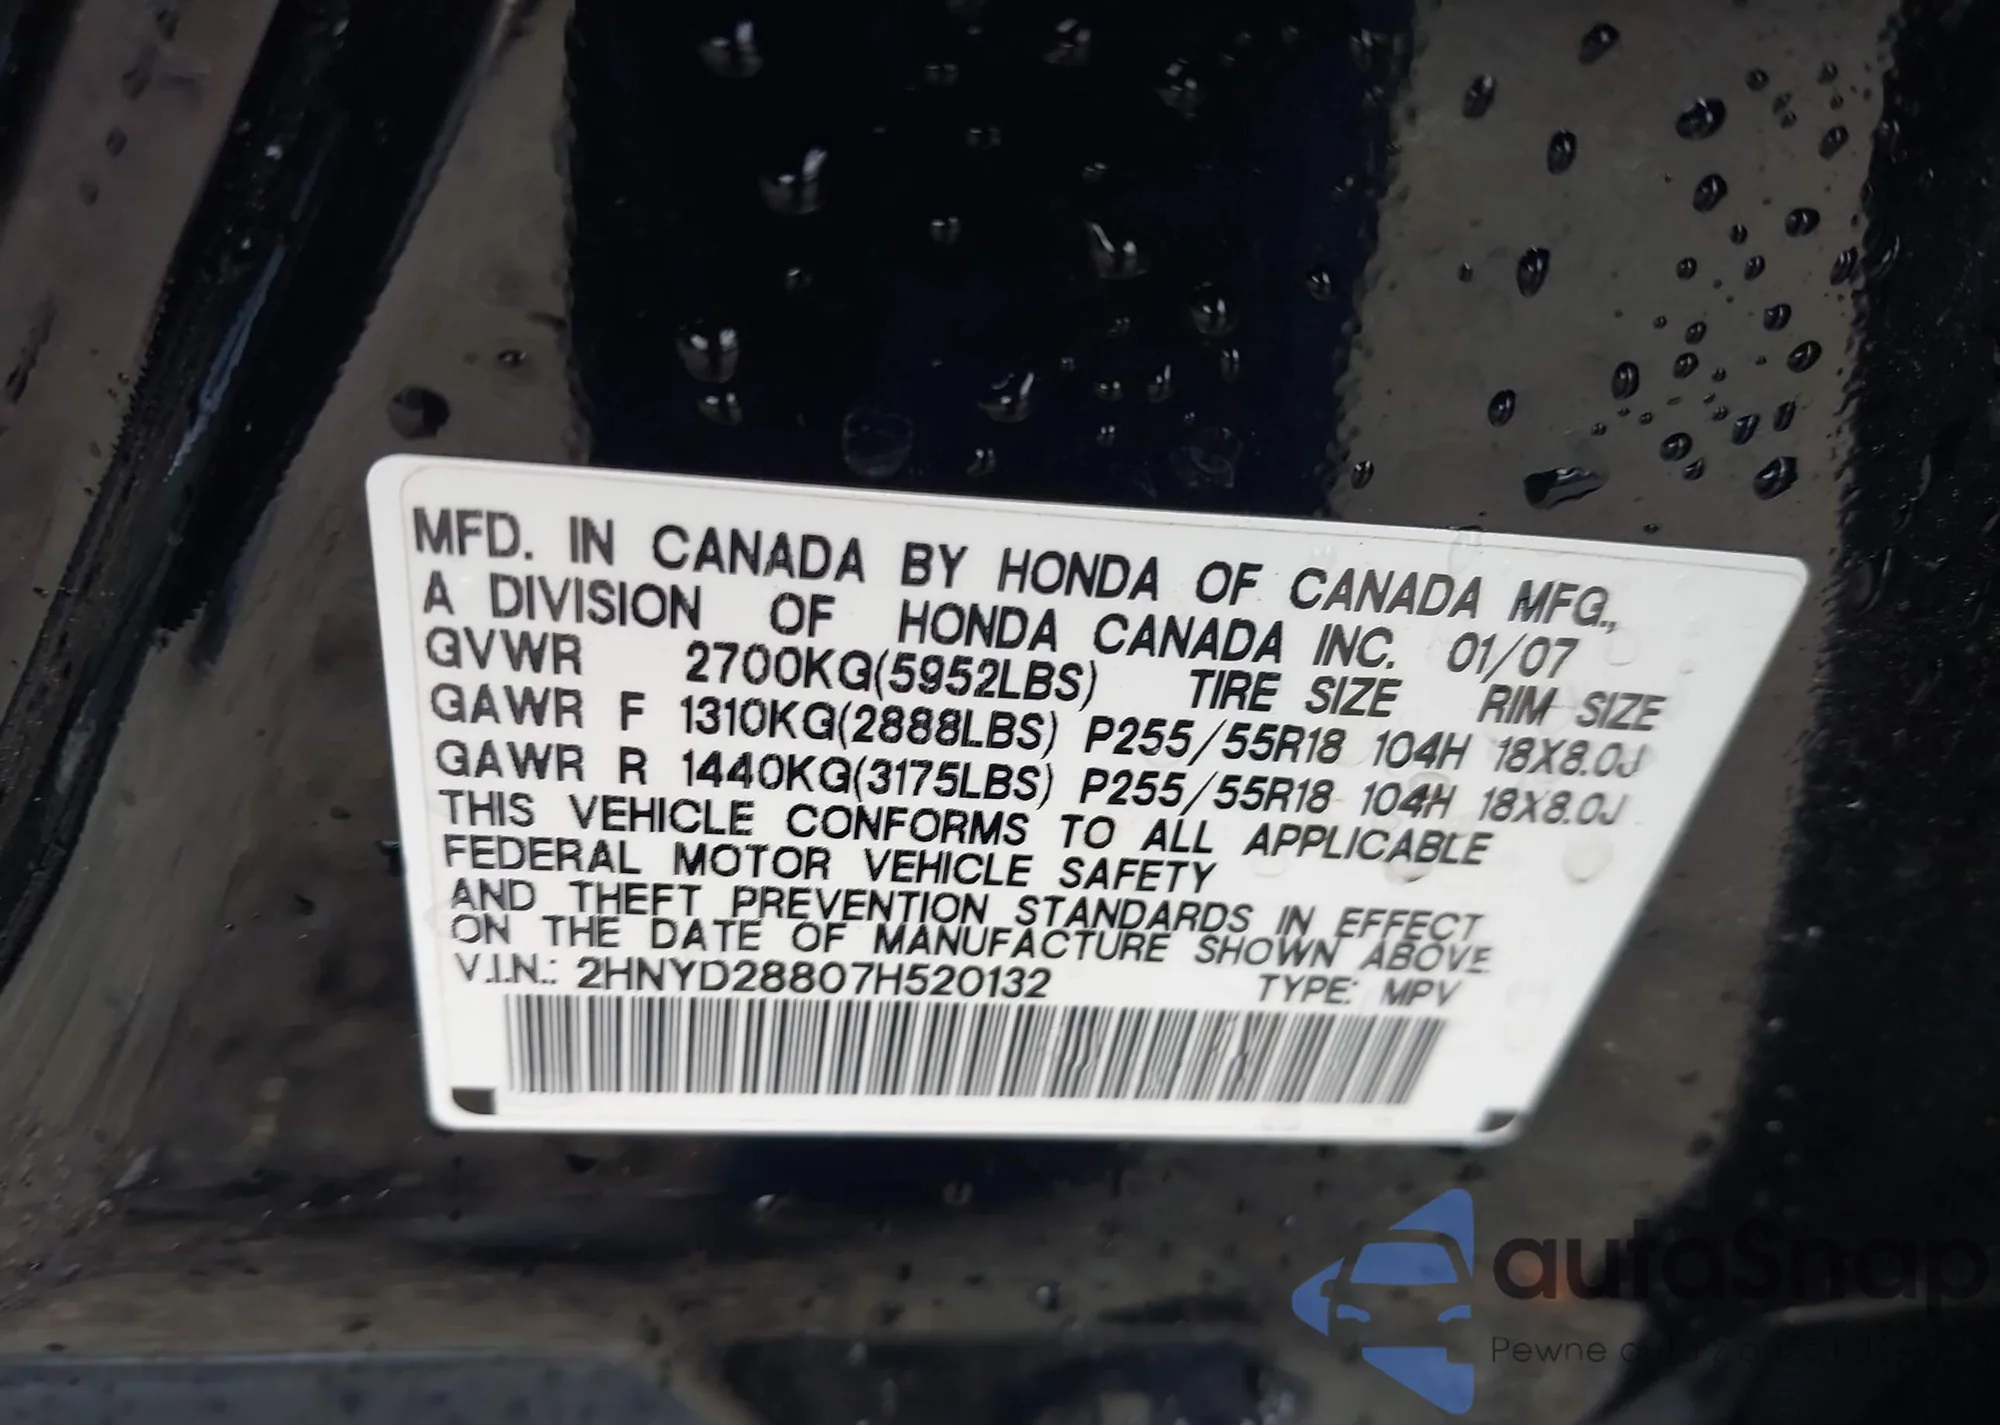 MFD. IN CANADA BY HONDA OF CANADA MFG.,
A DIVISION OF HONDA CANADA INC. 01/07
GVWR 2700KG(5952LBS) TIRE SIZE RIM SIZE
GAWR F 1310KG(2888LBS) P255/55R18 104H 18X8.0J
GAWR R 1440KG(3175LBS) P255/55R18 104H 18X8.0J
THIS VEHICLE CONFORMS TO ALL APPLICABLE
FEDERAL MOTOR VEHICLE SAFETY
AND THEFT PREVENTION STANDARDS IN EFFECT
ON THE DATE OF MANUFACTURE SHOWN ABOVE
V.I.N.: 2HNYD28807H520132 TYPE: MPV
autoSnap
Pewne